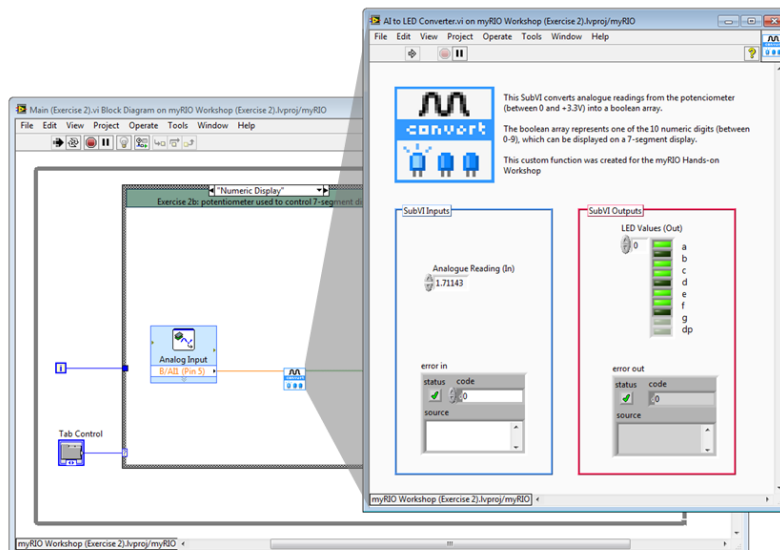 Main (Exercise 2).vi Block Diagram on myRIO Workshop (Exercise 2).lvproj/myRIO
File Edit View Project Operate Tools Window Help
"Numeric Display"
Exercise 2b: potentiometer used to control 7-segment di
Analog Input
B/AI1 (Pin 5)
i
Tab Control
myRIO Workshop (Exercise 2).lvproj/myRIO
AI to LED Converter.vi on myRIO Workshop (Exercise 2).lvproj/myRIO
File Edit View Project Operate Tools Window Help
convert
This SubVI converts analogue readings from the potenciometer
(between 0 and +3.3V) into a boolean array.
The boolean array represents one of the 10 numeric digits (between
0-9), which can be displayed on a 7-segment display.
This custom function was created for the myRIO Hands-on
Workshop
SubVI Inputs
Analogue Reading (In)
1.71143
error in
status code
0
source
SubVI Outputs
LED Values (Out)
0
a
b
c
d
e
f
g
dp
error out
status code
0
source
myRIO Workshop (Exercise 2).lvproj/myRIO